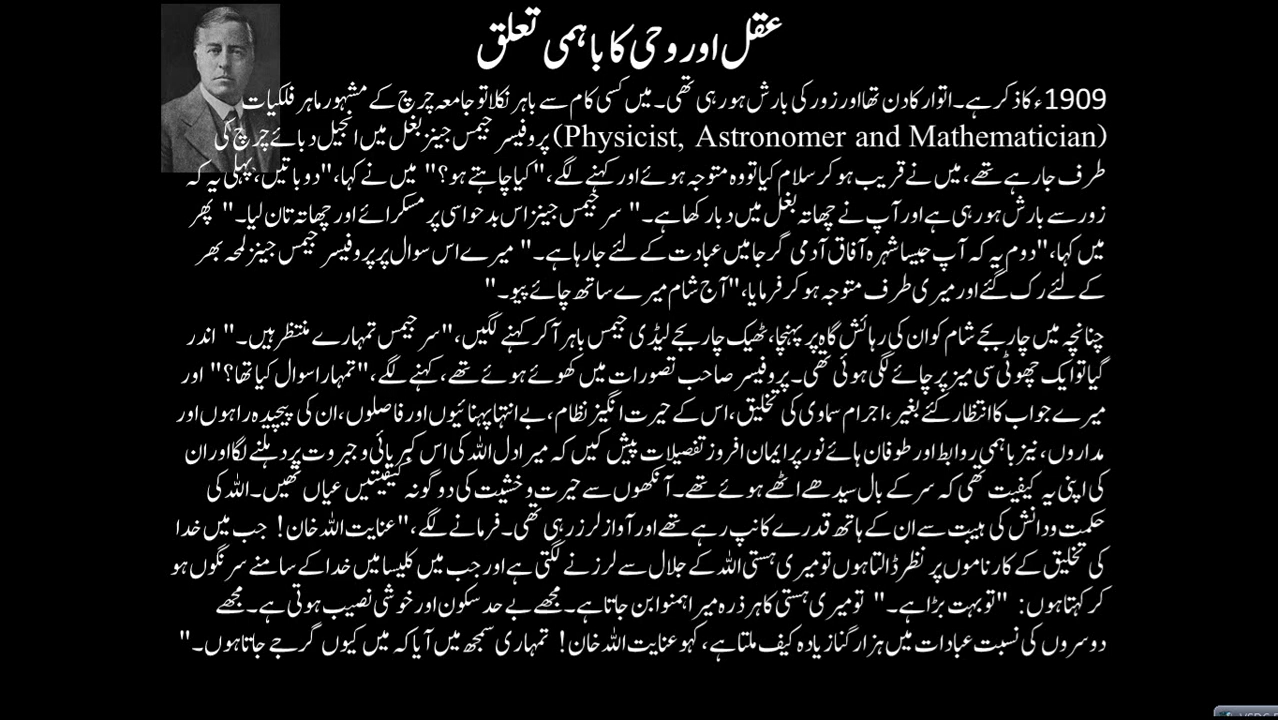 عقل اور وحی کا باہمی تعلق
1909ء کا ذکر ہے۔ اتوار کا دن تھا اور زور کی بارش ہو رہی تھی۔ میں کسی کام سے باہر نکلا تو جامعہ چرچ کے مشہور ماہر فلکیات
(Physicist, Astronomer and Mathematician) پروفیسر جیمس جینز بغل میں انجیل دبائے چرچ کی
طرف جا رہے تھے، میں نے قریب ہو کر سلام کیا تو وہ متوجہ ہوئے اور کہنے لگے، "کیا چاہتے ہو؟" میں نے کہا، "دو باتیں، پہلی یہ کہ
زور سے بارش ہو رہی ہے اور آپ نے چھاتہ بغل میں دبا رکھا ہے۔" سر جیمس جینز اس بدحواسی پر مسکرائے اور چھاتہ تان لیا۔" پھر
میں کہا، "دوم یہ کہ آپ جیسا شہرہ آفاق آدمی گرجا میں عبادت کے لئے جا رہا ہے۔" میرے اس سوال پر پروفیسر جیمس جینز لمحہ بھر
کے لئے رک گئے اور میری طرف متوجہ ہو کر فرمایا، "آج شام میرے ساتھ چائے پیو۔"
چنانچہ میں چار بجے شام کو ان کی رہائش گاہ پر پہنچا، ٹھیک چار بجے لیڈی جیمس باہر آ کر کہنے لگیں، "سر جیمس تمہارے منتظر ہیں۔" اندر
گیا تو ایک چھوٹی سی میز پر چائے لگی ہوئی تھی۔ پروفیسر صاحب تصورات میں کھوئے ہوئے تھے، کہنے لگے، "تمہارا سوال کیا تھا؟" اور
میرے جواب کا انتظار کئے بغیر، اجرام سماوی کی تخلیق، اس کے حیرت انگیز نظام، بے انتہا پہنائیوں اور فاصلوں، ان کی پیچیدہ راہوں اور
مداروں، نیز باہمی روابط اور طوفان ہائے نور پر ایمان افروز تفصیلات پیش کیں کہ میرا دل اللہ کی اس کبریائی و جبروت پر دہلنے لگا اور ان
کی اپنی یہ کیفیت تھی کہ سر کے بال سیدھے اٹھے ہوئے تھے۔ آنکھوں سے حیرت و خشیت کی دو گونہ کیفیتیں عیاں تھیں۔ اللہ کی
حکمت و دانش کی ہیبت سے ان کے ہاتھ قدرے کانپ رہے تھے اور آواز لرز رہی تھی۔ فرمانے لگے، "عنایت اللہ خان! جب میں خدا
کی تخلیق کے کارناموں پر نظر ڈالتا ہوں تو میری ہستی اللہ کے جلال سے لرزنے لگتی ہے اور جب میں کلیسا میں خدا کے سامنے سرنگوں ہو
کر کہتا ہوں: "تو بہت بڑا ہے۔" تو میری ہستی کا ہر ذرہ میرا ہمنوا بن جاتا ہے۔ مجھے بے حد سکون اور خوشی نصیب ہوتی ہے۔ مجھے
دوسروں کی نسبت عبادات میں ہزار گنا زیادہ کیف ملتا ہے، کہو عنایت اللہ خان! تمہاری سمجھ میں آیا کہ میں کیوں گرجے جاتا ہوں۔"